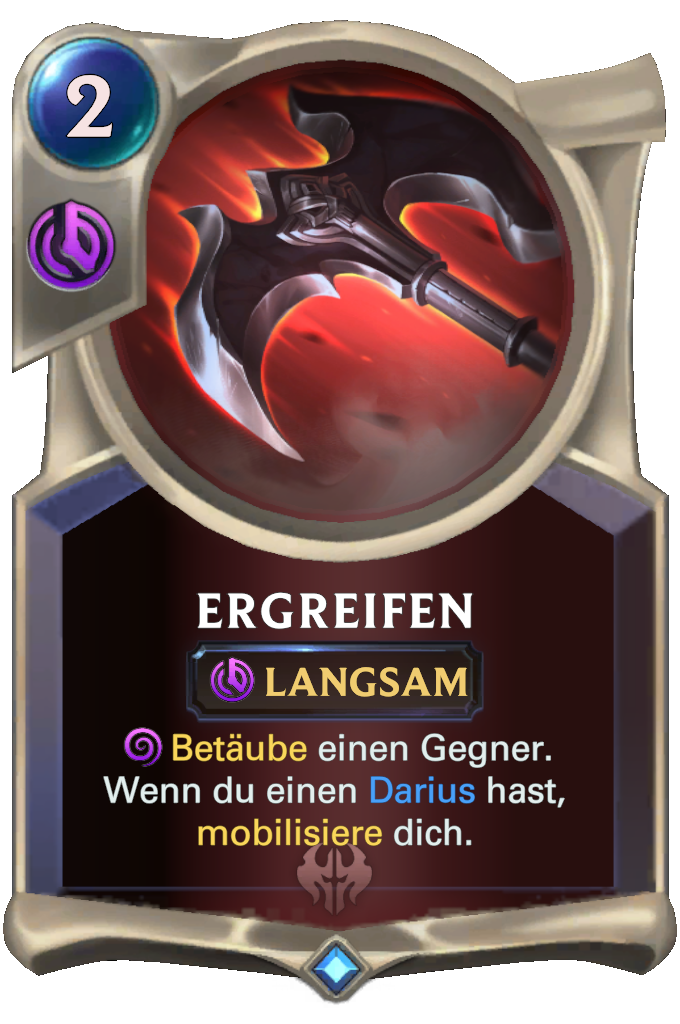 2
ERGREIFEN
LANGSAM
Betäube einen Gegner.
Wenn du einen Darius hast,
mobilisiere dich.